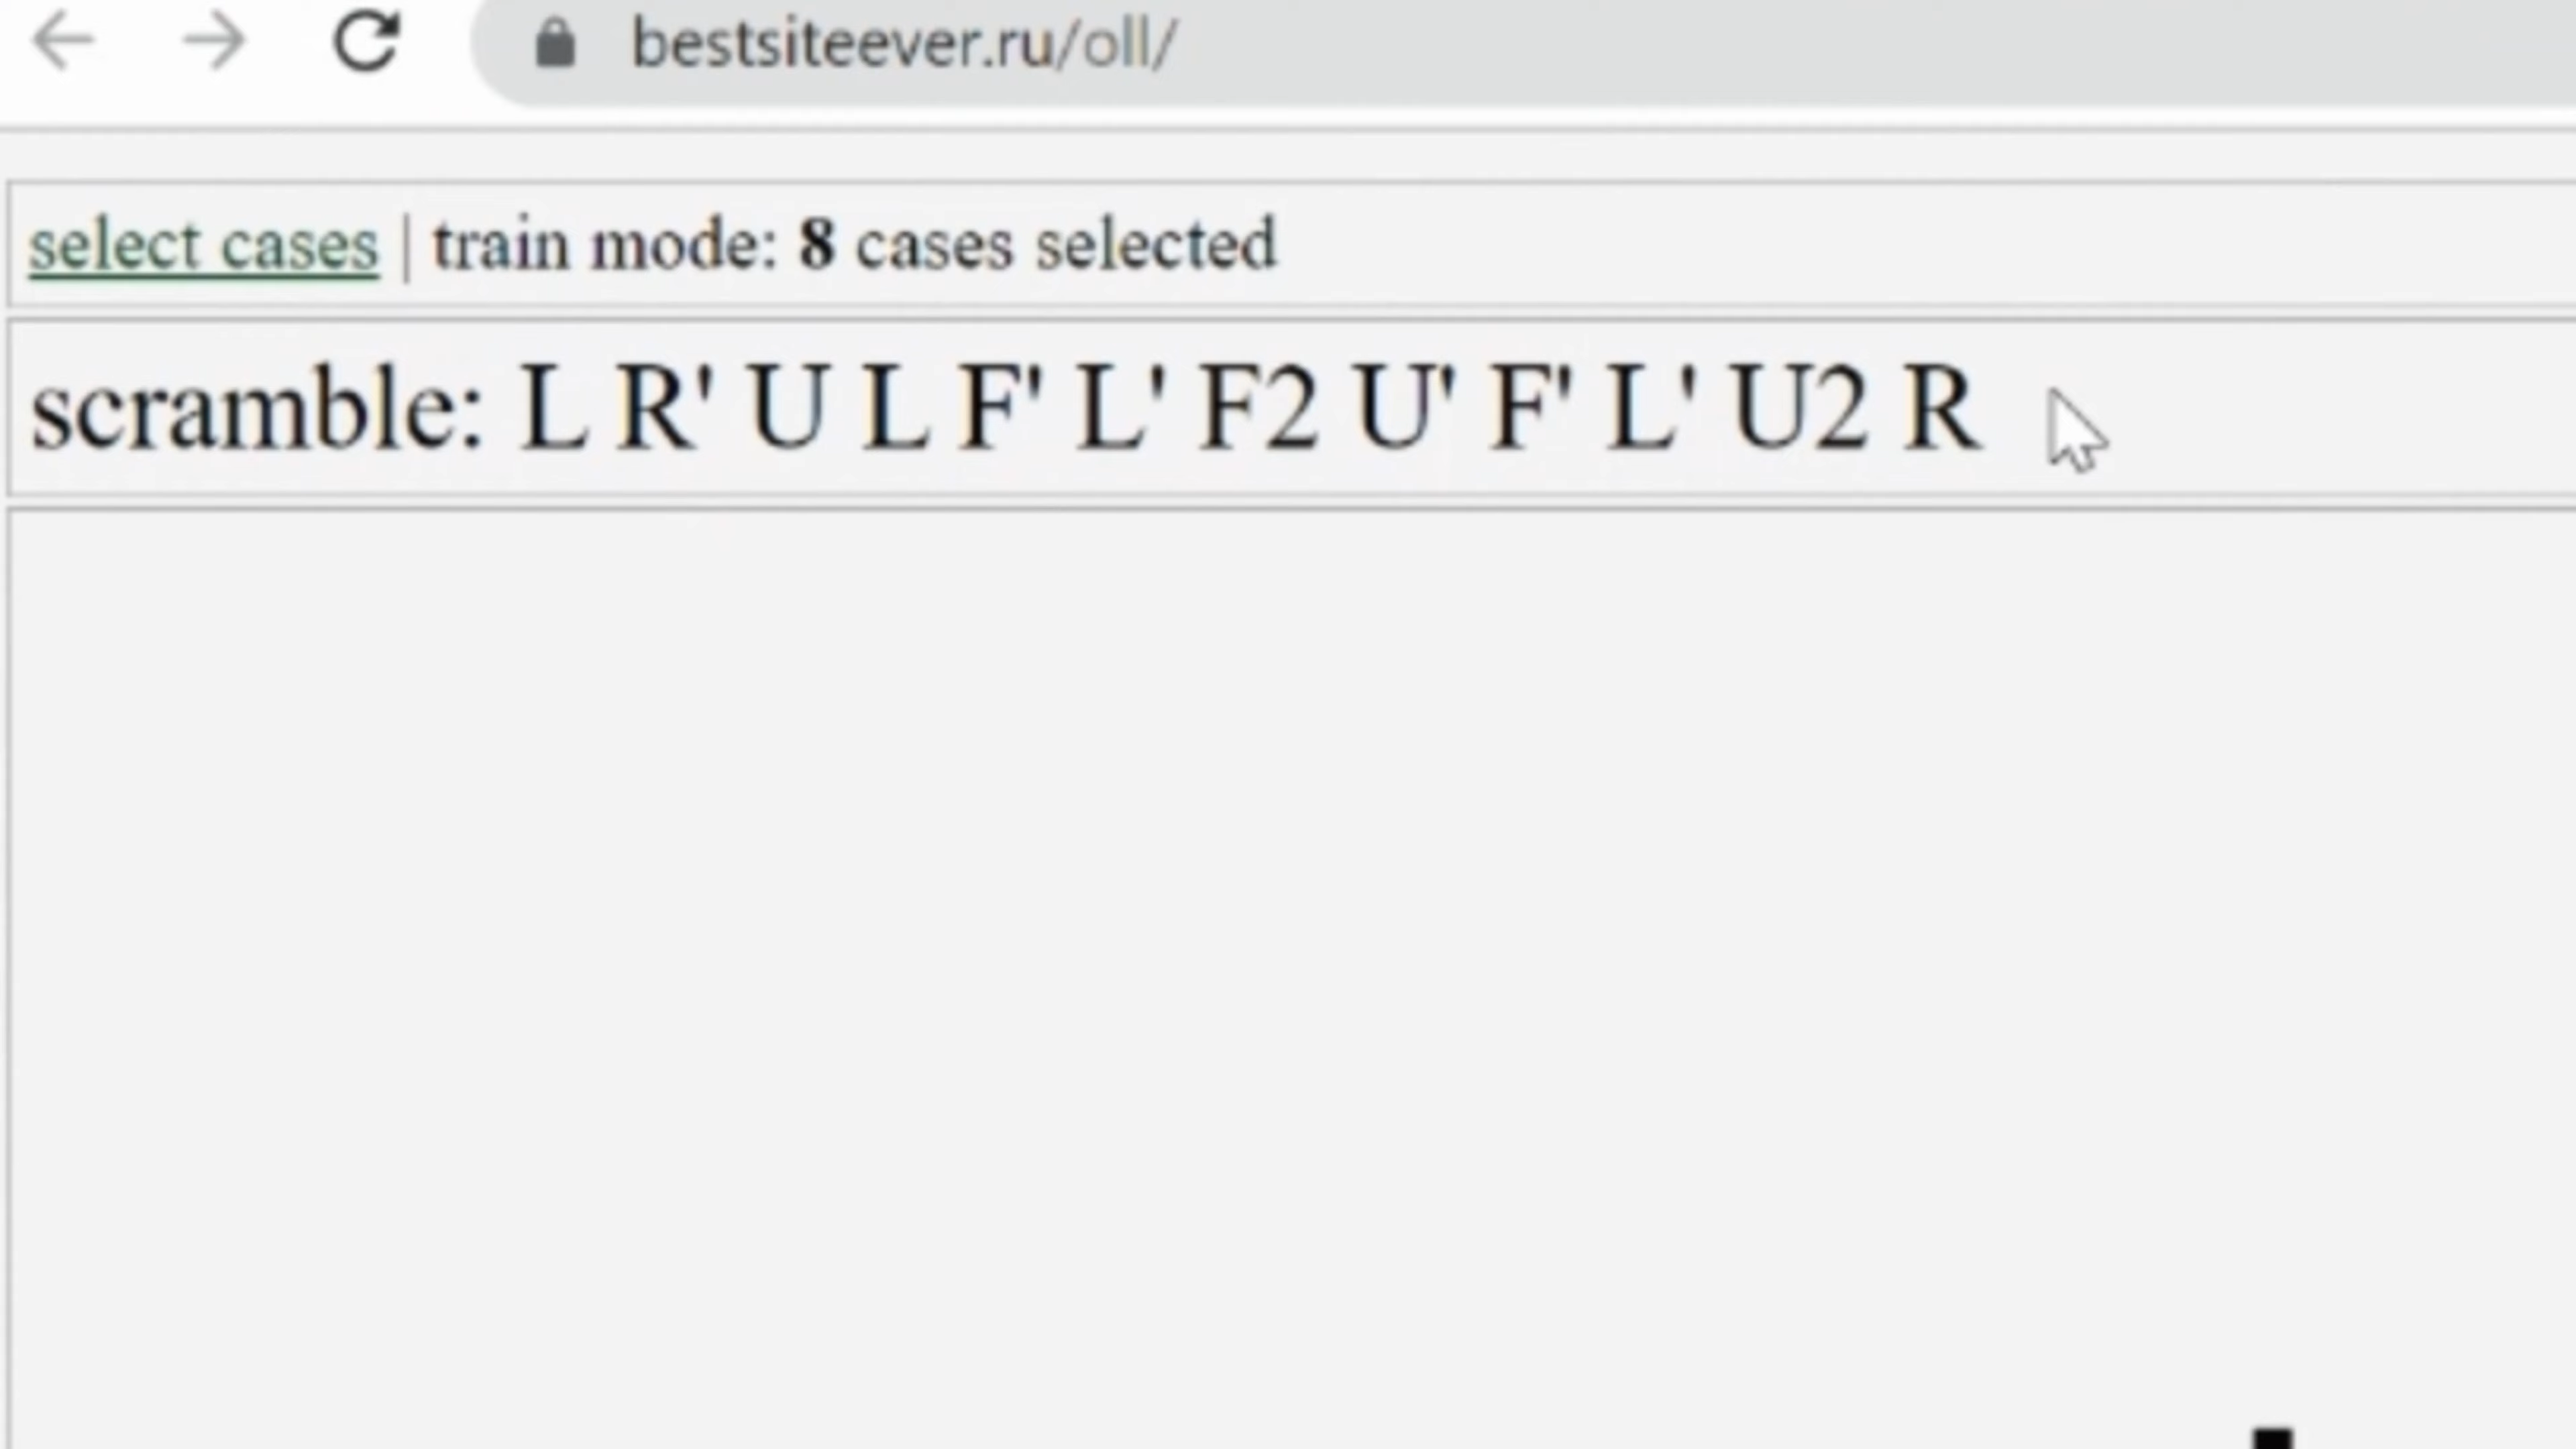 bestsiteever.ru/oll/
select cases | train mode: 8 cases selected
scramble: L R' U L F' L' F2 U' F' L' U2 R